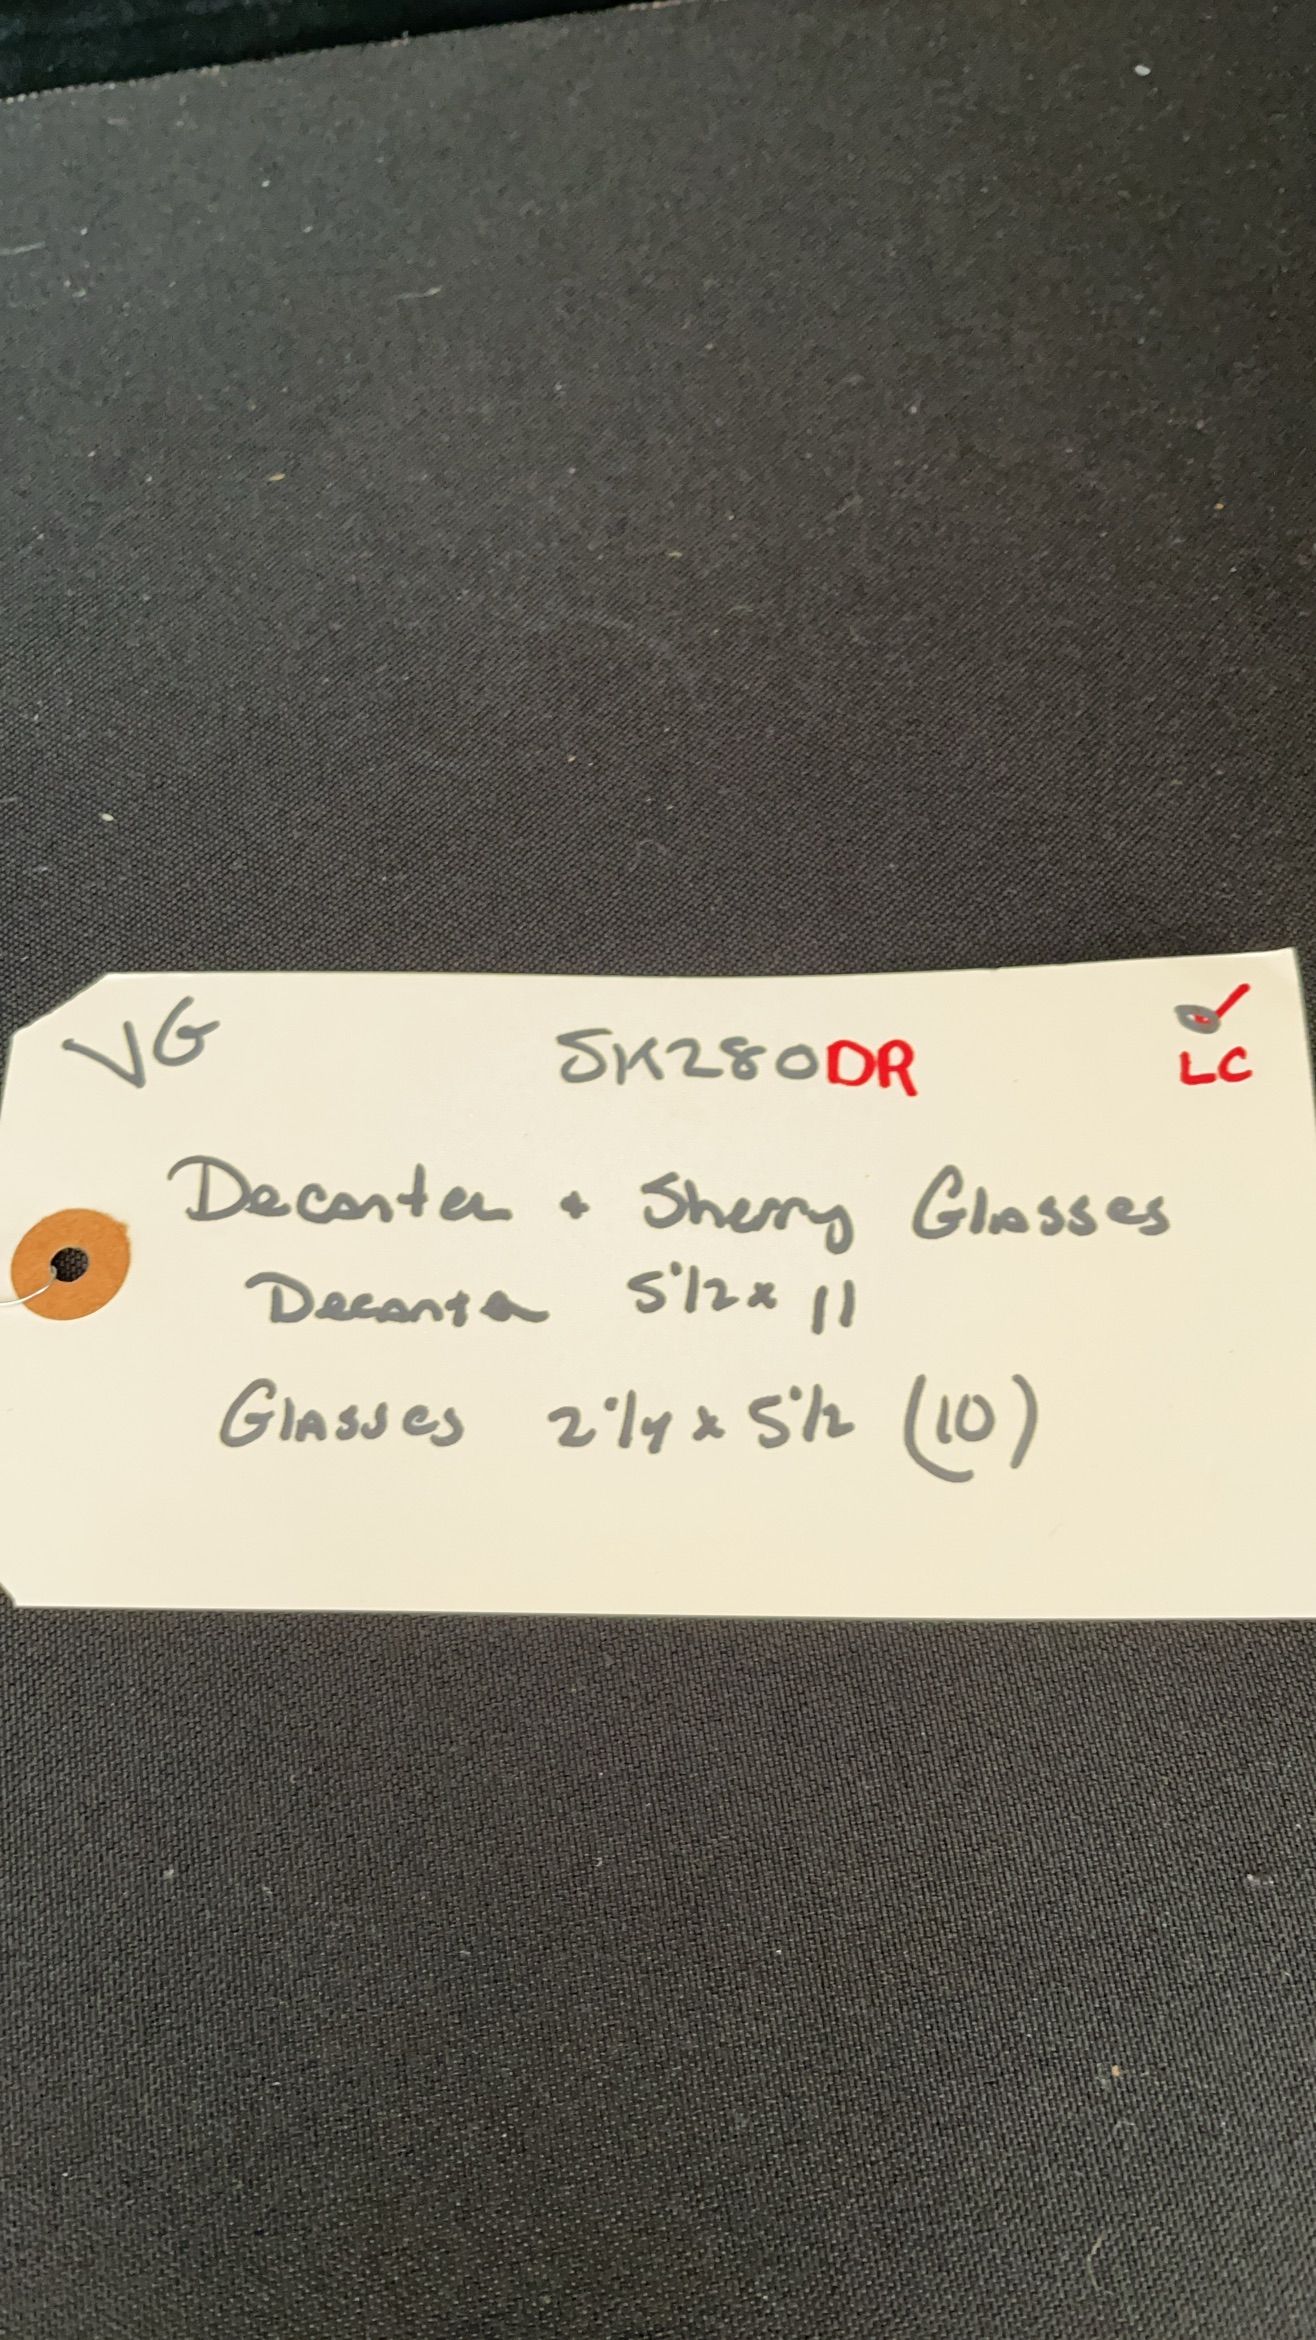 VG SK280DR LC
Decanter + Sherry Glasses
Decanter 5 1/2 x 11
Glasses 2 1/4 x 5 1/2 (10)